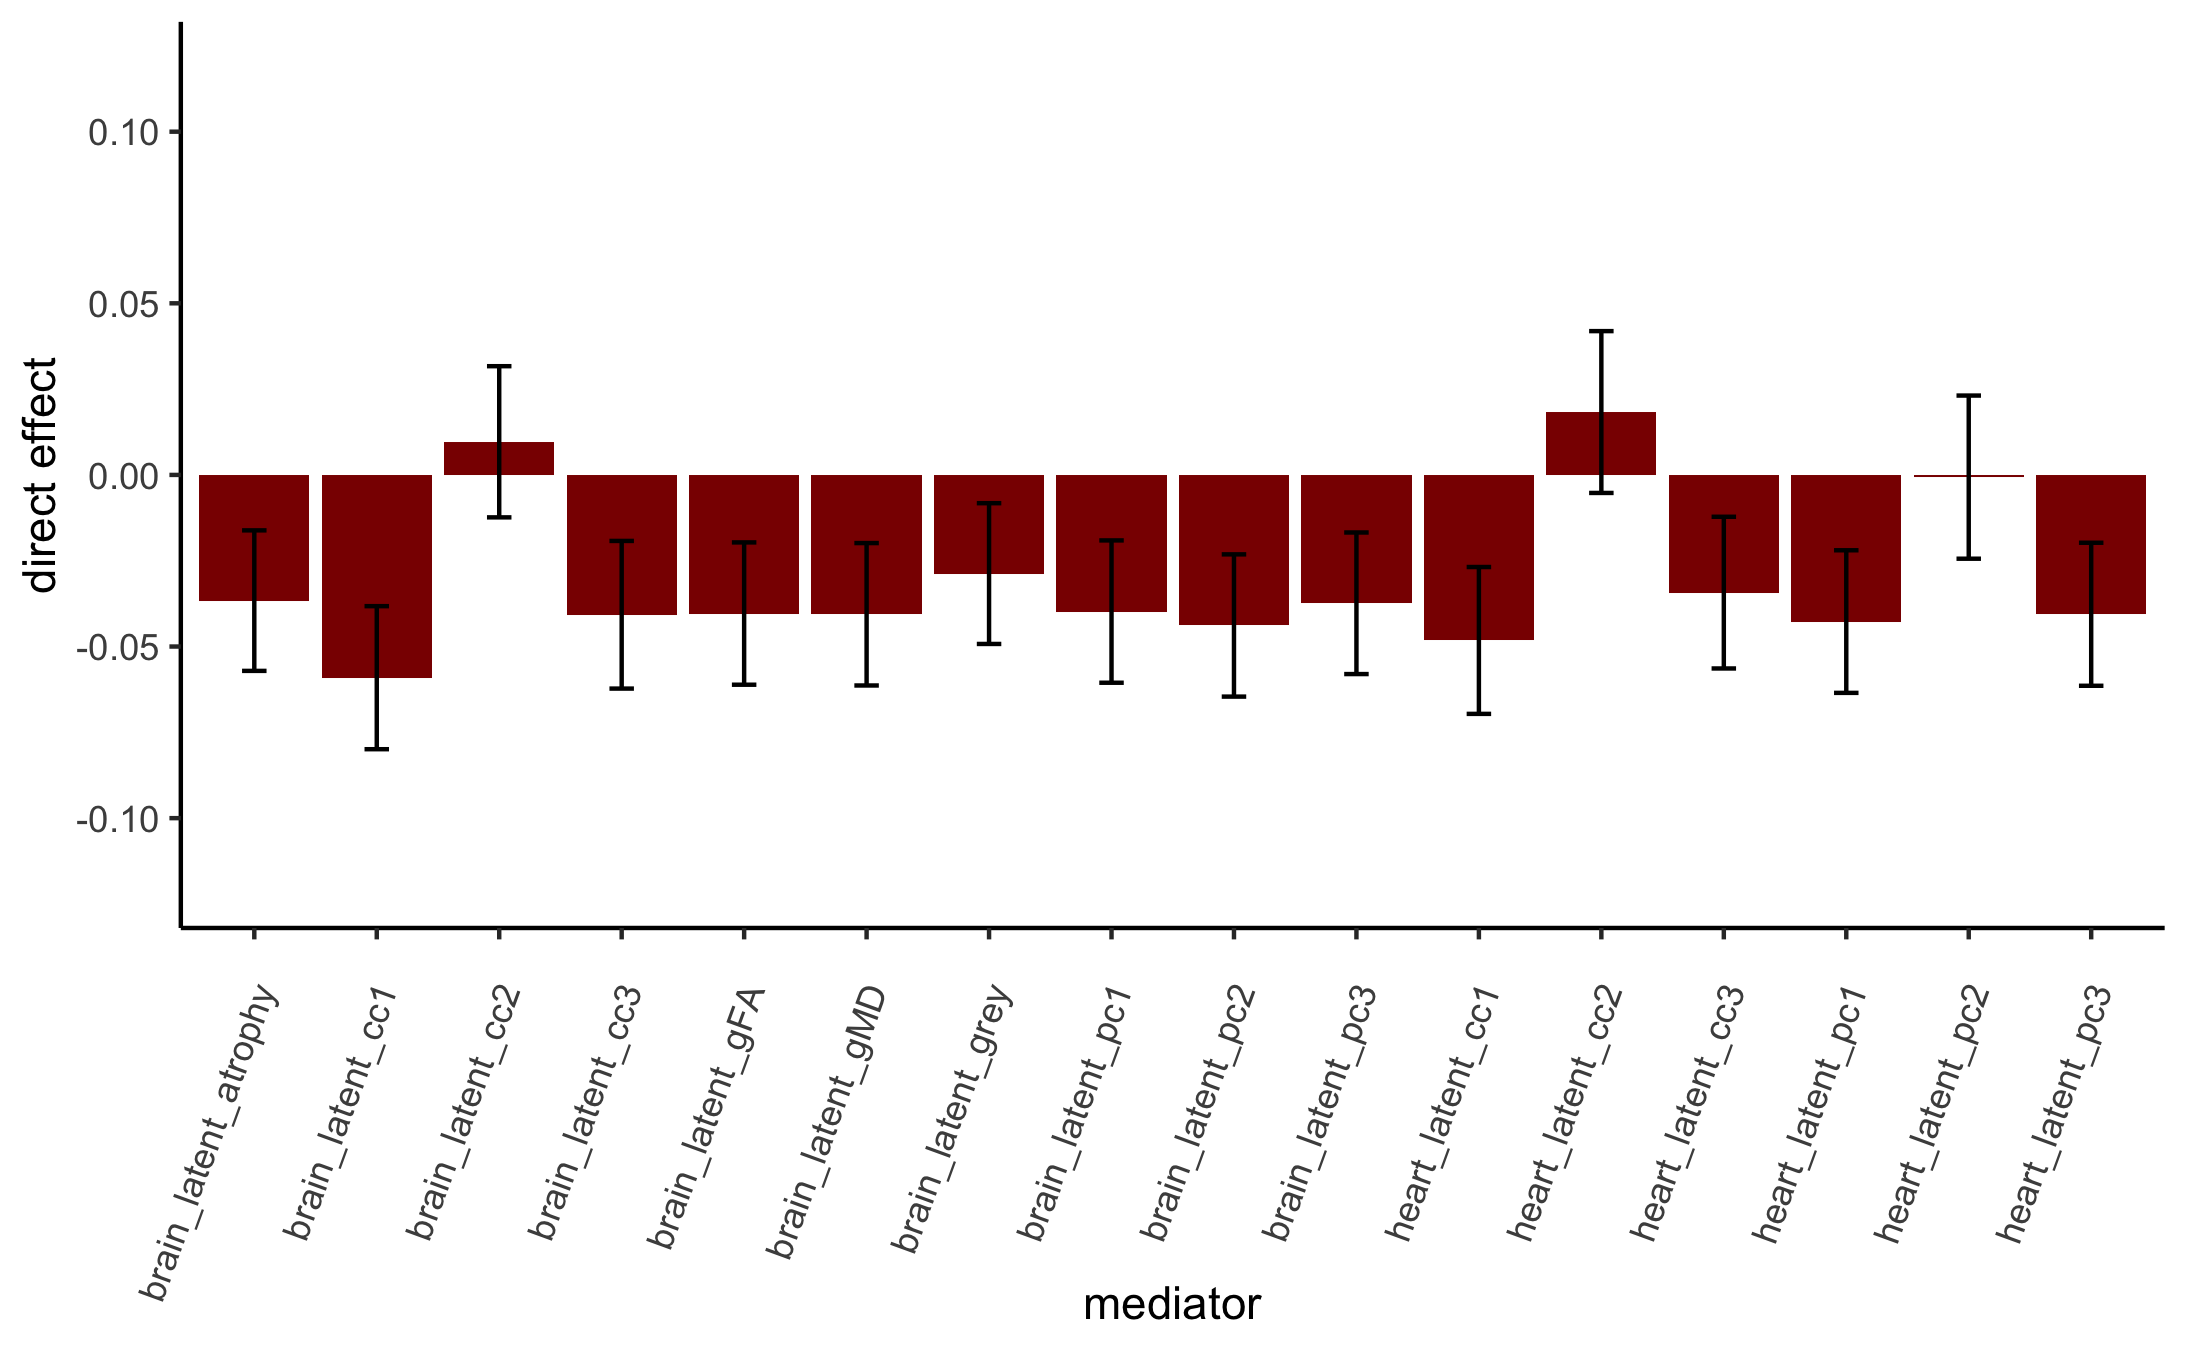 direct effect
0.10
0.05
0.00
-0.05
-0.10
brain_latent_atrophy
brain_latent_cc1
brain_latent_cc2
brain_latent_cc3
brain_latent_gFA
brain_latent_gMD
brain_latent_grey
brain_latent_pc1
brain_latent_pc2
brain_latent_pc3
heart_latent_cc1
heart_latent_cc2
heart_latent_cc3
heart_latent_pc1
heart_latent_pc2
heart_latent_pc3
mediator